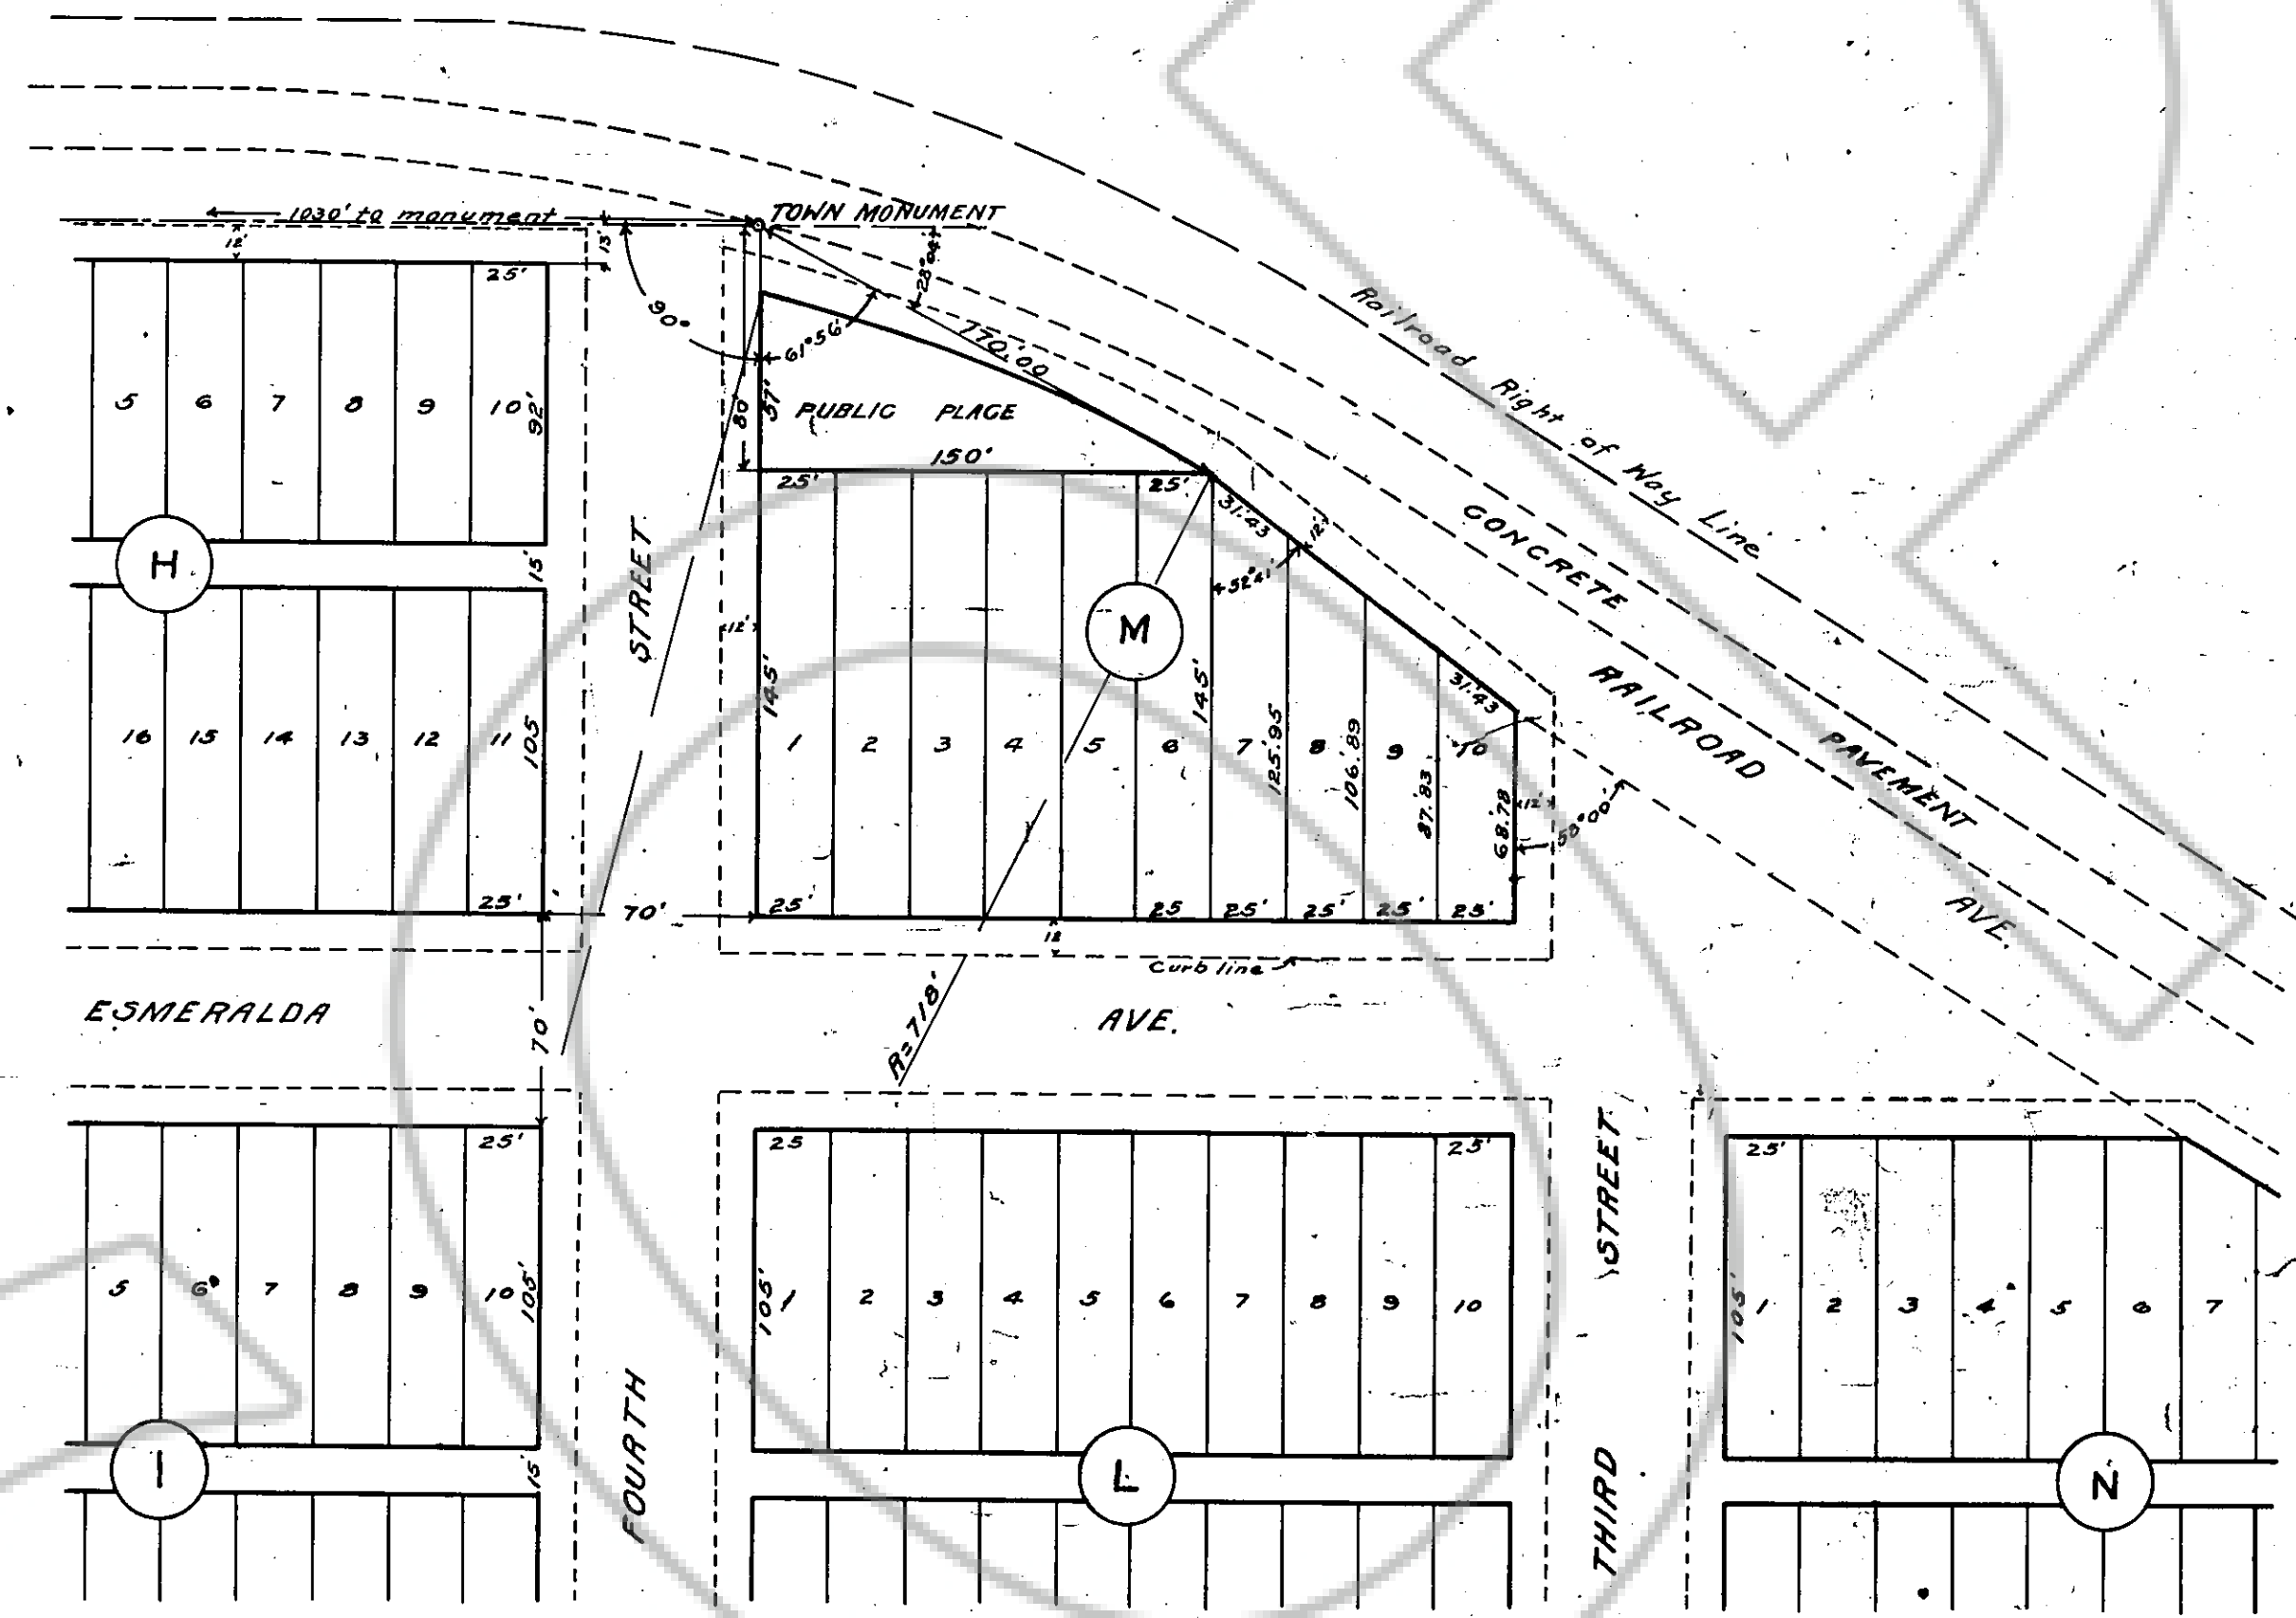 1030' to monument
TOWN MONUMENT
12'
13'
25'
90°
61°56'
28°04'
170.'00
80'
57'
PUBLIC PLACE
150'
Railroad Right of Way Line
5 6 7 8 9 10
92'
H
15'
16 15 14 13 12 11
105
25'
STREET
25'
25'
31.'43
12'
52°41'
M
12'
145'
145'
125.'95
106.'89
87.'83
68.'78
31.'43
1 2 3 4 5 6 7 8 9 10
12'
58°00'
25' 25 25' 25' 25' 25'
12
Curb line
CONCRETE PAVEMENT
RAILROAD AVE.
70'
70'
ESMERALDA AVE.
R=718'
25'
5 6 7 8 9 10
105'
I
15'
FOURTH
25 25'
105'
1 2 3 4 5 6 7 8 9 10
L
THIRD STREET
25'
105'
1 2 3 4 5 6 7
N